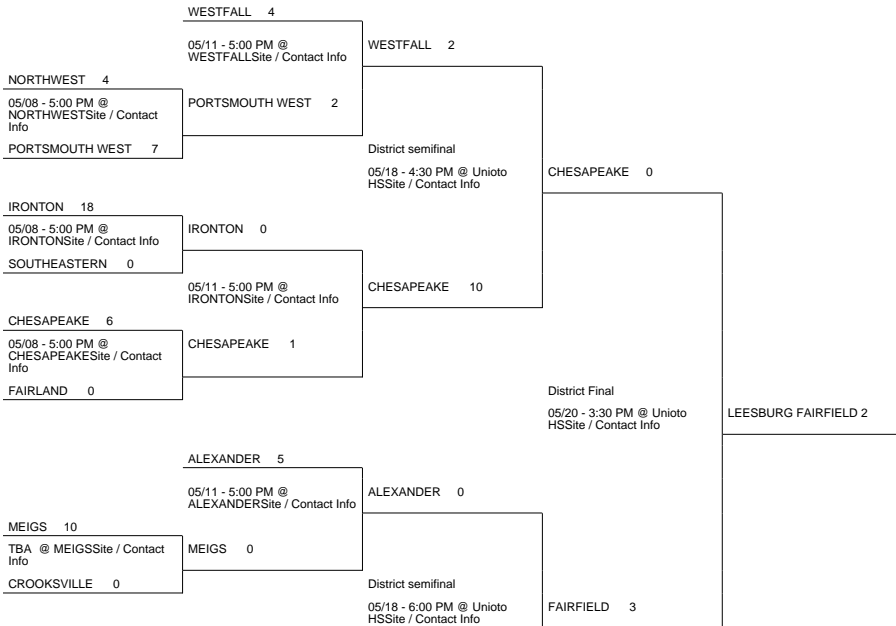 WESTFALL 4
05/11 - 5:00 PM @
WESTFALLSite / Contact Info
WESTFALL 2
NORTHWEST 4
05/08 - 5:00 PM @
NORTHWESTSite / Contact
Info
PORTSMOUTH WEST 2
PORTSMOUTH WEST 7
District semifinal
05/18 - 4:30 PM @ Unioto
HSSite / Contact Info
CHESAPEAKE 0
IRONTON 18
05/08 - 5:00 PM @
IRONTONSite / Contact Info
IRONTON 0
SOUTHEASTERN 0
05/11 - 5:00 PM @
IRONTONSite / Contact Info
CHESAPEAKE 10
CHESAPEAKE 6
05/08 - 5:00 PM @
CHESAPEAKESite / Contact
Info
CHESAPEAKE 1
FAIRLAND 0
District Final
05/20 - 3:30 PM @ Unioto
HSSite / Contact Info
LEESBURG FAIRFIELD 2
ALEXANDER 5
05/11 - 5:00 PM @
ALEXANDERSite / Contact Info
ALEXANDER 0
MEIGS 10
TBA @ MEIGSSite / Contact
Info
MEIGS 0
CROOKSVILLE 0
District semifinal
05/18 - 6:00 PM @ Unioto
HSSite / Contact Info
FAIRFIELD 3